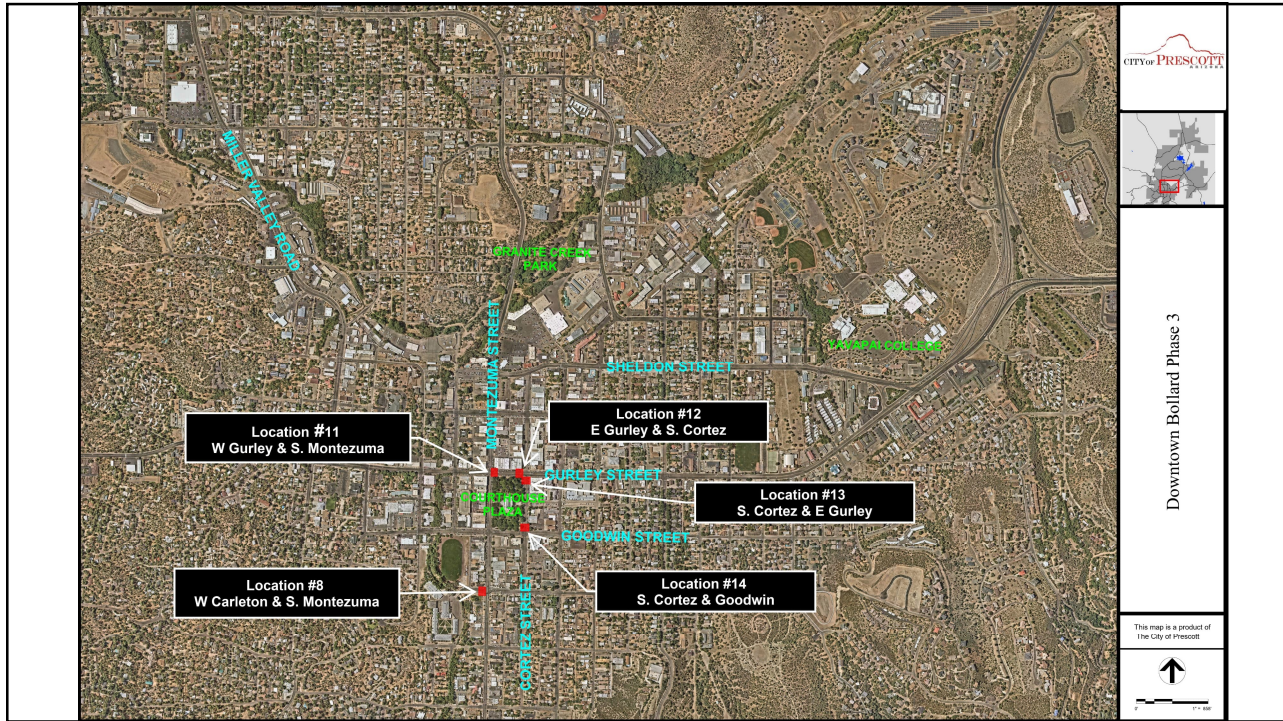 MILLER VALLEY ROAD
GRANITE CREEK
PARK
MONTEZUMA STREET
SHELDON STREET
YAVAPAI COLLEGE
Location #11
W Gurley & S. Montezuma
Location #12
E Gurley & S. Cortez
GURLEY STREET
COURTHOUSE
PLAZA
Location #13
S. Cortez & E Gurley
GOODWIN STREET
Location #8
W Carleton & S. Montezuma
Location #14
S. Cortez & Goodwin
CORTEZ STREET
CITY OF PRESCOTT
ARIZONA
Downtown Bollard Phase 3
This map is a product of
The City of Prescott